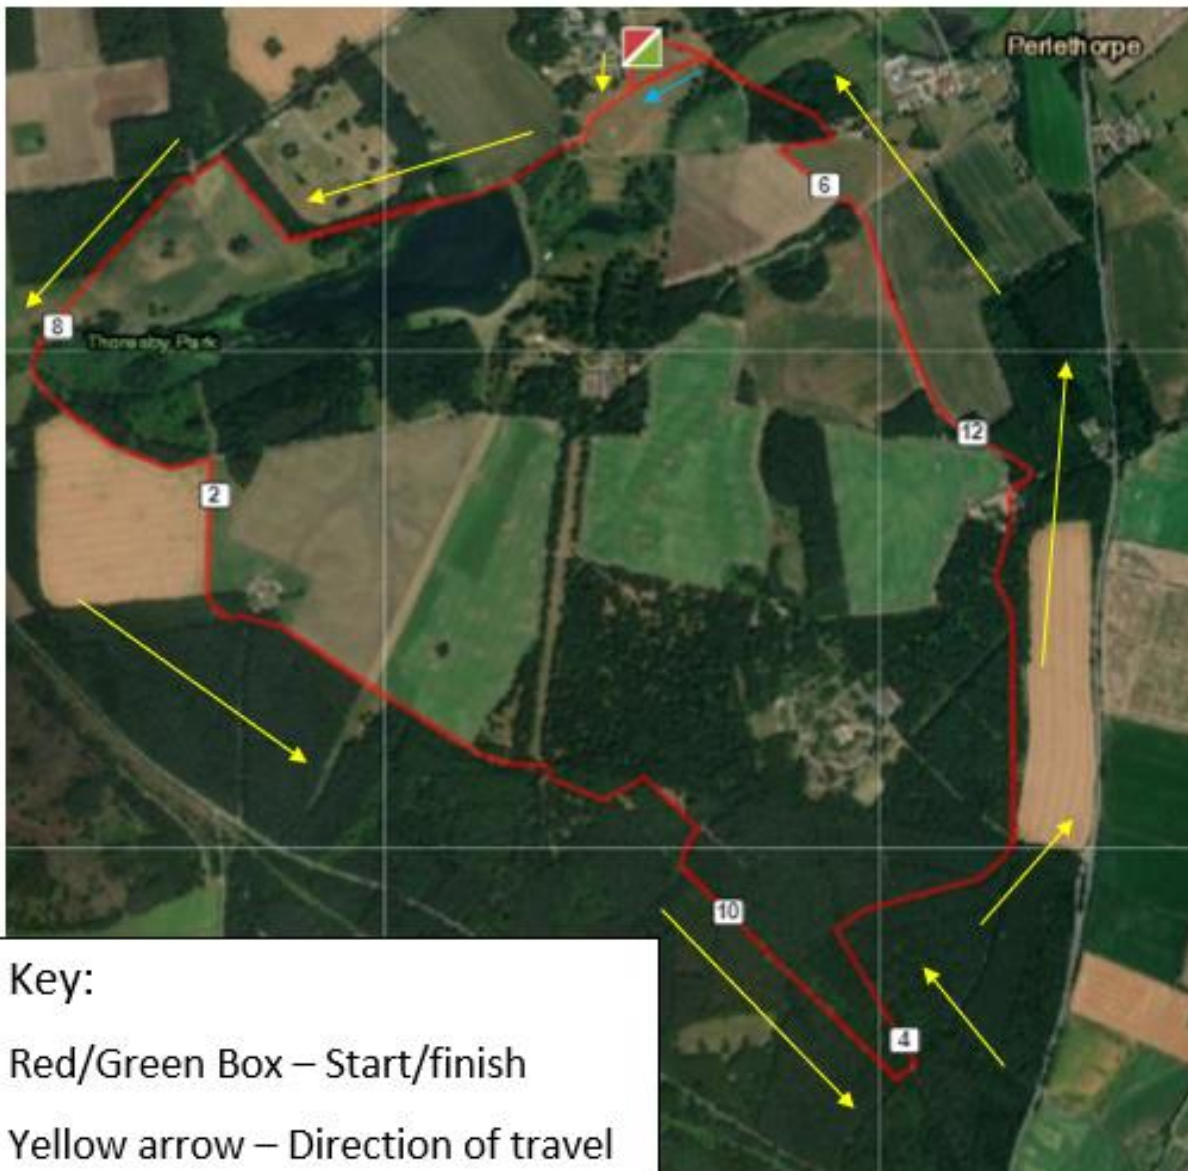 Perlethorpe
6
8
Thoresby Park
12
2
10
4
Key:
Red/Green Box – Start/finish
Yellow arrow – Direction of travel